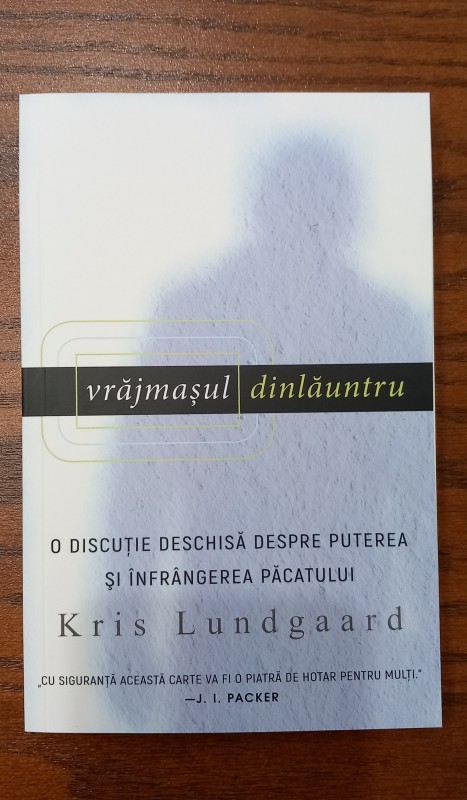 vrăjmașul dinlăuntru
O DISCUȚIE DESCHISĂ DESPRE PUTEREA
ŞI ÎNFRÂNGEREA PĂCATULUI
Kris Lundgaard
„CU SIGURANȚĂ ACEASTĂ CARTE VA FI O PIATRĂ DE HOTAR PENTRU MULȚI.“
—J. I. PACKER